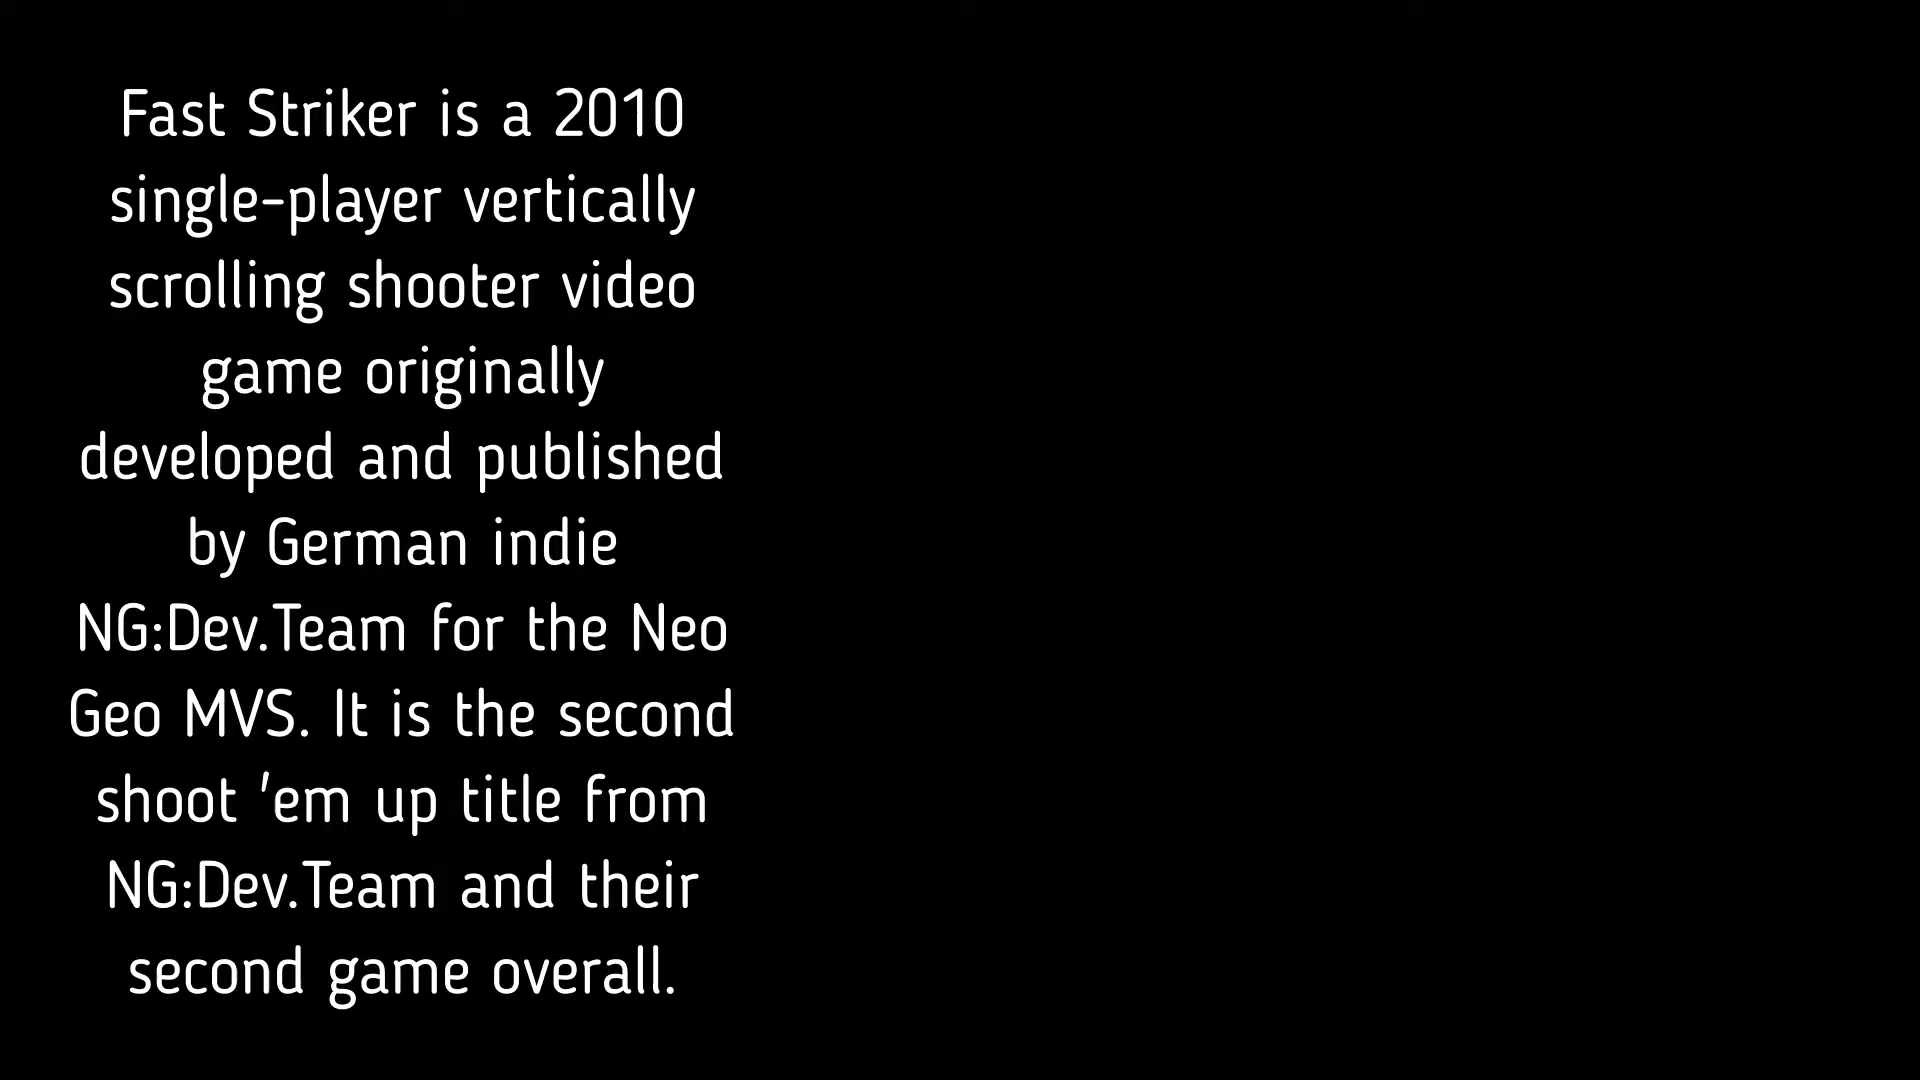 Fast Striker is a 2010
single-player vertically
scrolling shooter video
game originally
developed and published
by German indie
NG:Dev.Team for the Neo
Geo MVS. It is the second
shoot 'em up title from
NG:Dev.Team and their
second game overall.